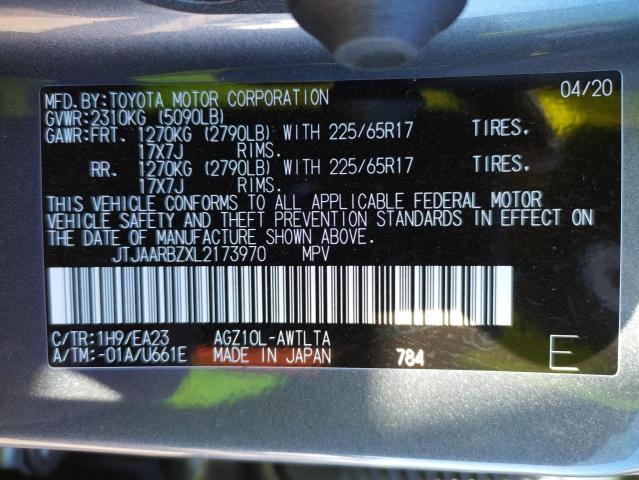 MFD.BY:TOYOTA MOTOR CORPORATION 04/20
GVWR:2310KG (5090LB)
GAWR:FRT. 1270KG (2790LB) WITH 225/65R17 TIRES.
17X7J RIMS.
RR. 1270KG (2790LB) WITH 225/65R17 TIRES.
17X7J RIMS.
THIS VEHICLE CONFORMS TO ALL APPLICABLE FEDERAL MOTOR
VEHICLE SAFETY AND THEFT PREVENTION STANDARDS IN EFFECT ON
THE DATE OF MANUFACTURE SHOWN ABOVE.
JTJAARBZXL2173970 MPV
C/TR:1H9/EA23 AGZ10L-AWTLTA
A/TM:-01A/U661E MADE IN JAPAN 784 E